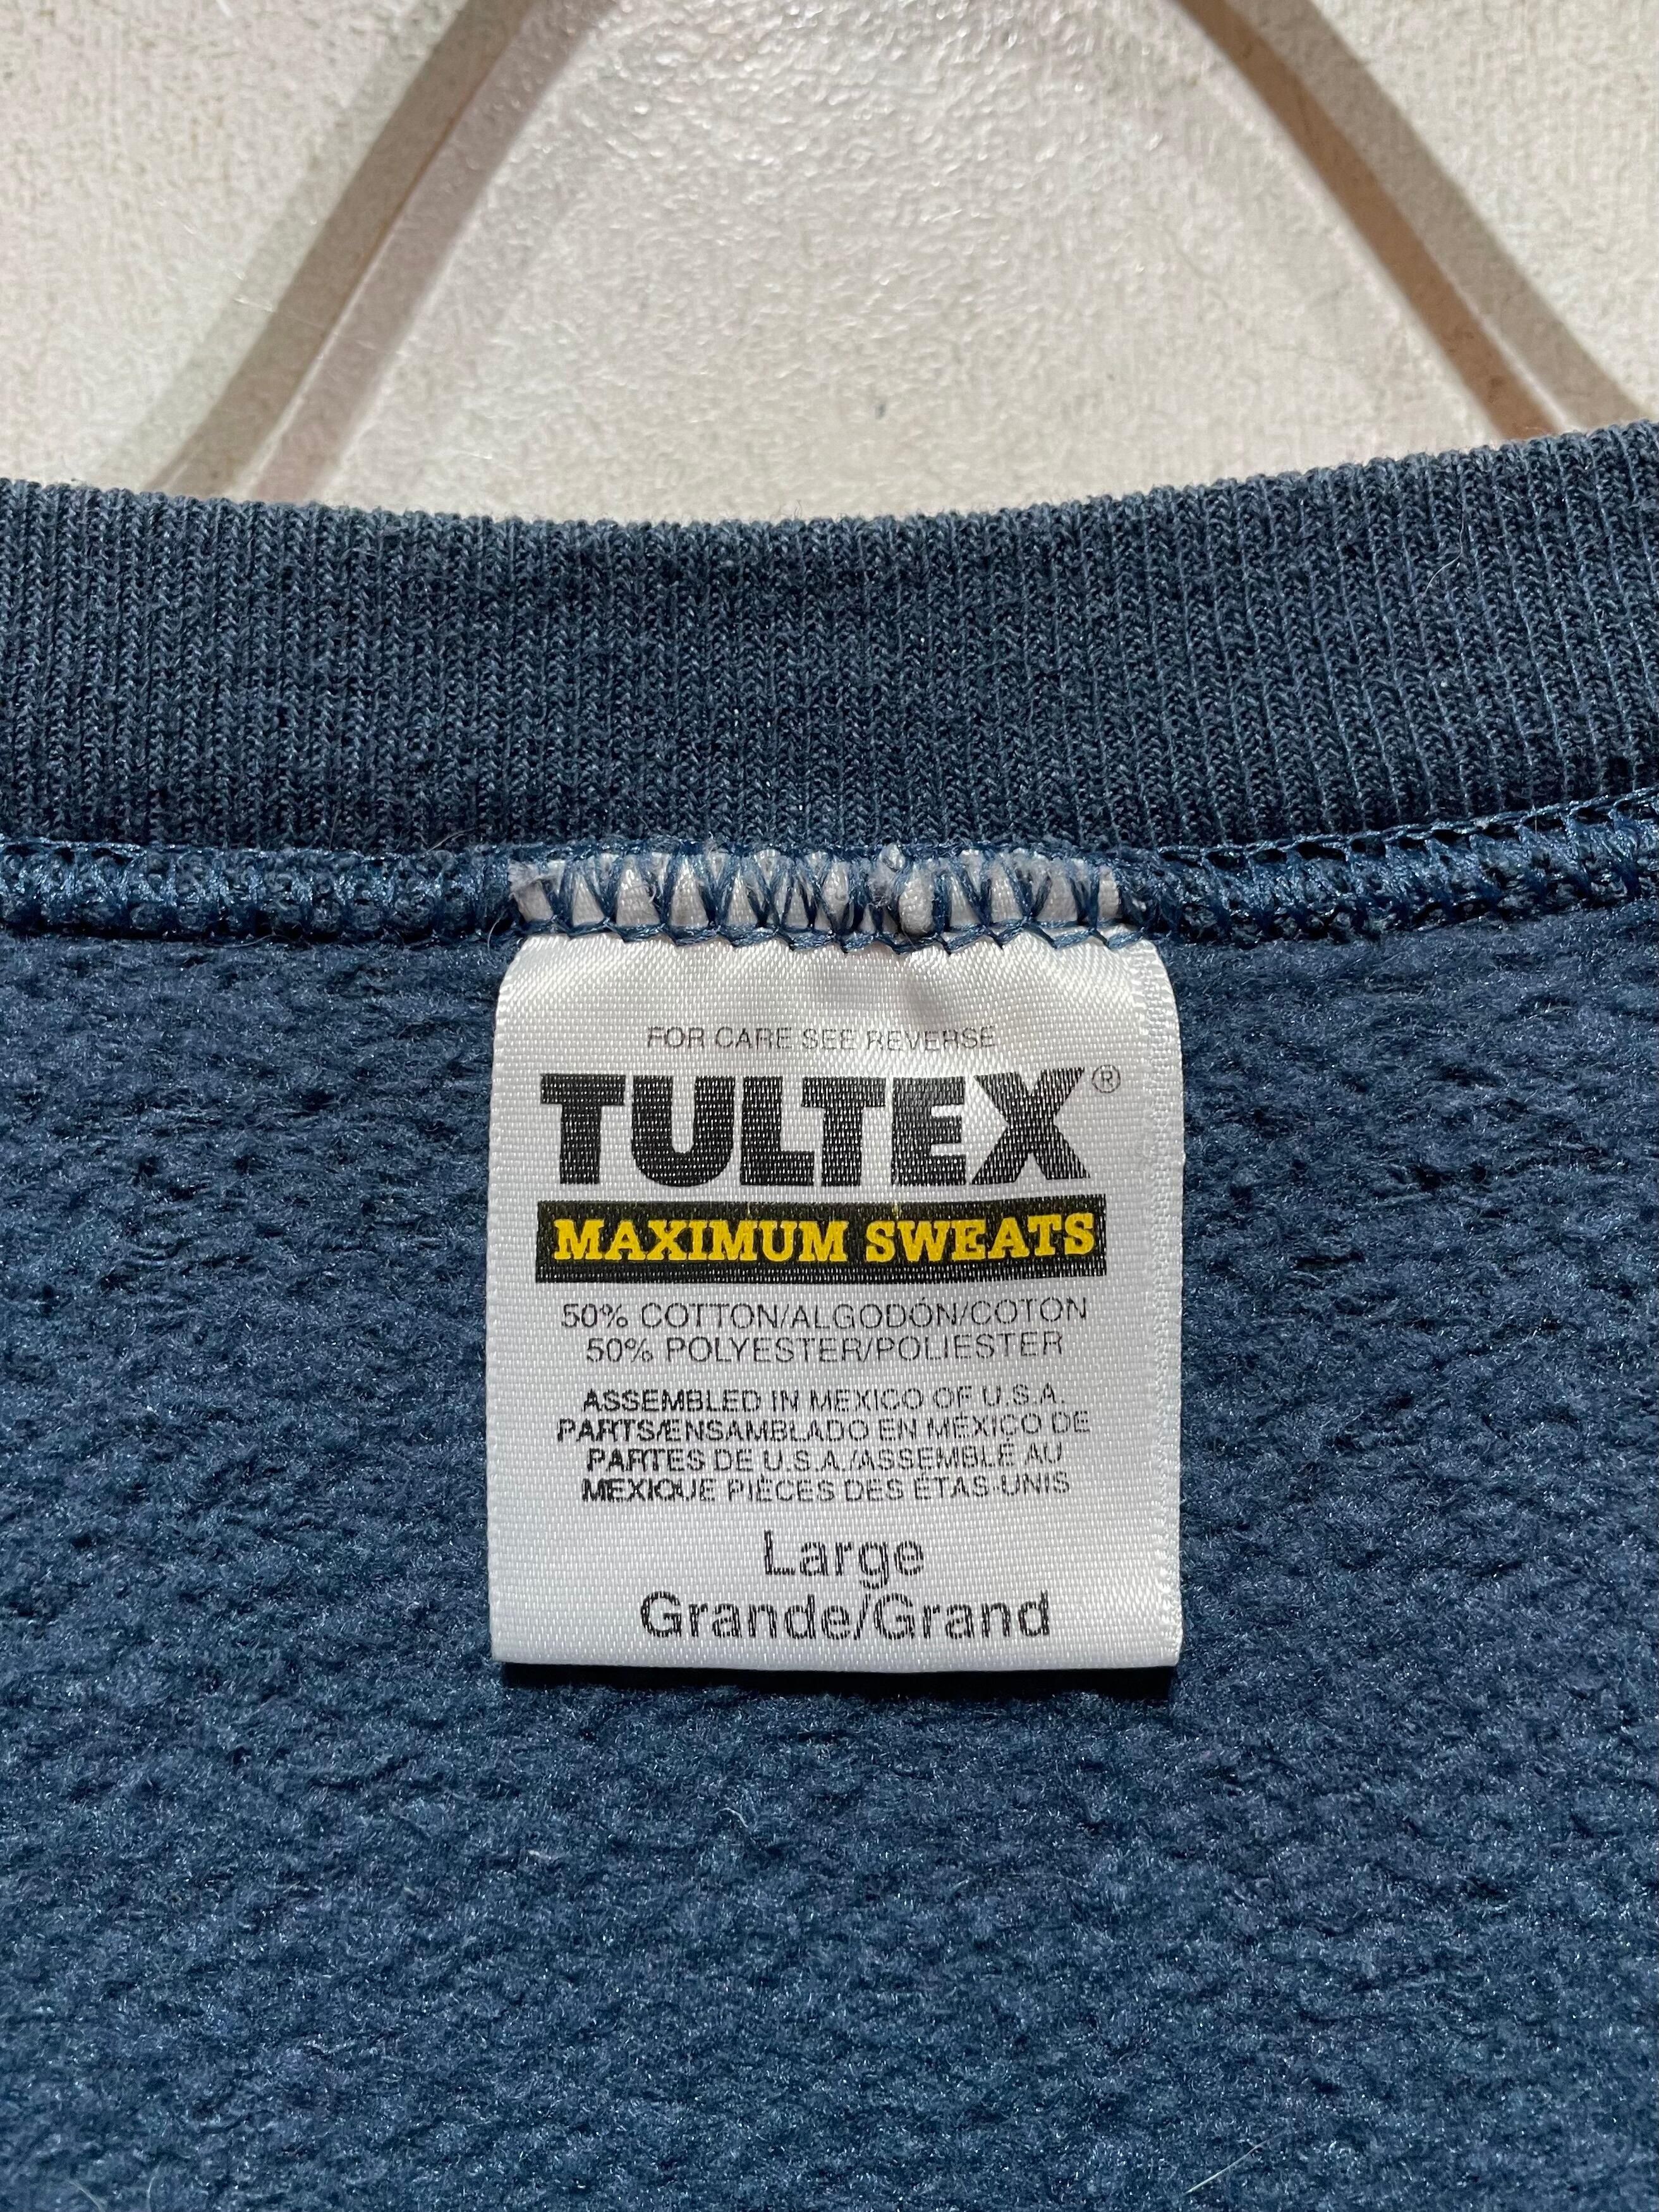 FOR CARE SEE REVERSE
TULTEX®
MAXIMUM SWEATS
50% COTTON/ALGODÓN/COTON
50% POLYESTER/POLIESTER
ASSEMBLED IN MEXICO OF U.S.A.
PARTS/ENSAMBLADO EN MÉXICO DE
PARTES DE U.S.A./ASSEMBLÉ AU
MEXIQUE PIÈCES DES ÉTAS-UNIS
Large
Grande/Grand